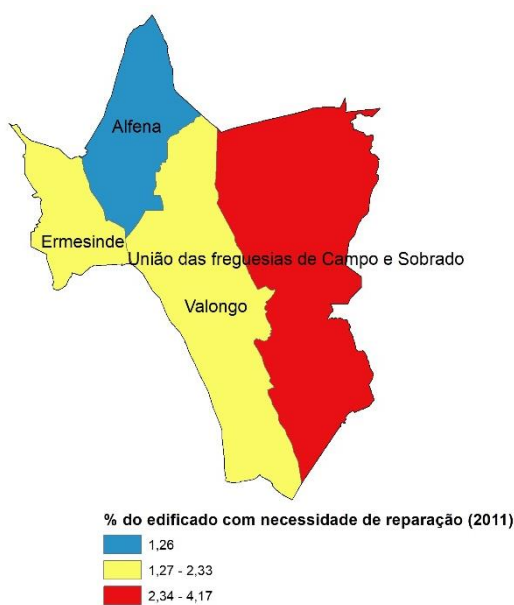 Alfena
Ermesinde
União das freguesias de Campo e Sobrado
Valongo
% do edificado com necessidade de reparação (2011)
1,26
1,27 - 2,33
2,34 - 4,17